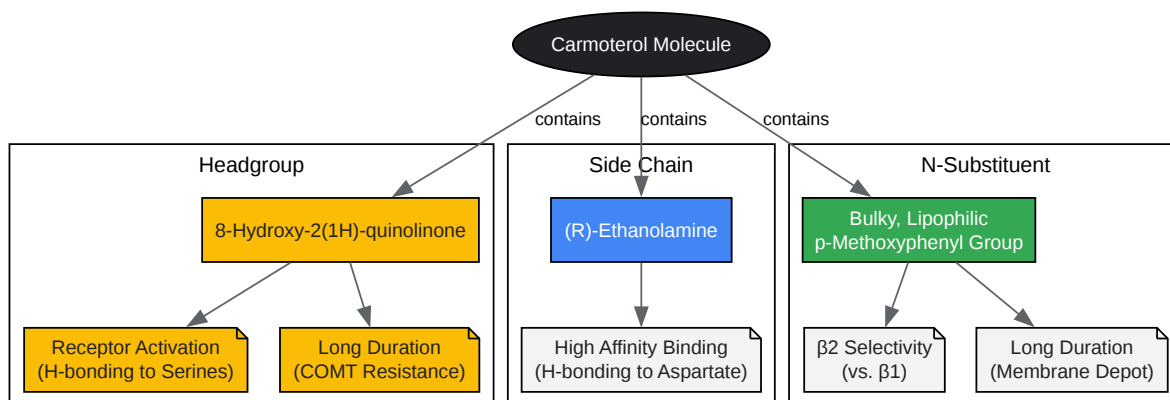 Carmoterol Molecule
contains
contains
contains
Headgroup
Side Chain
N-Substituent
8-Hydroxy-2(1H)-quinolinone
(R)-Ethanolamine
Bulky, Lipophilic
p-Methoxyphenyl Group
Receptor Activation
(H-bonding to Serines)
Long Duration
(COMT Resistance)
High Affinity Binding
(H-bonding to Aspartate)
β2 Selectivity
(vs. β1)
Long Duration
(Membrane Depot)